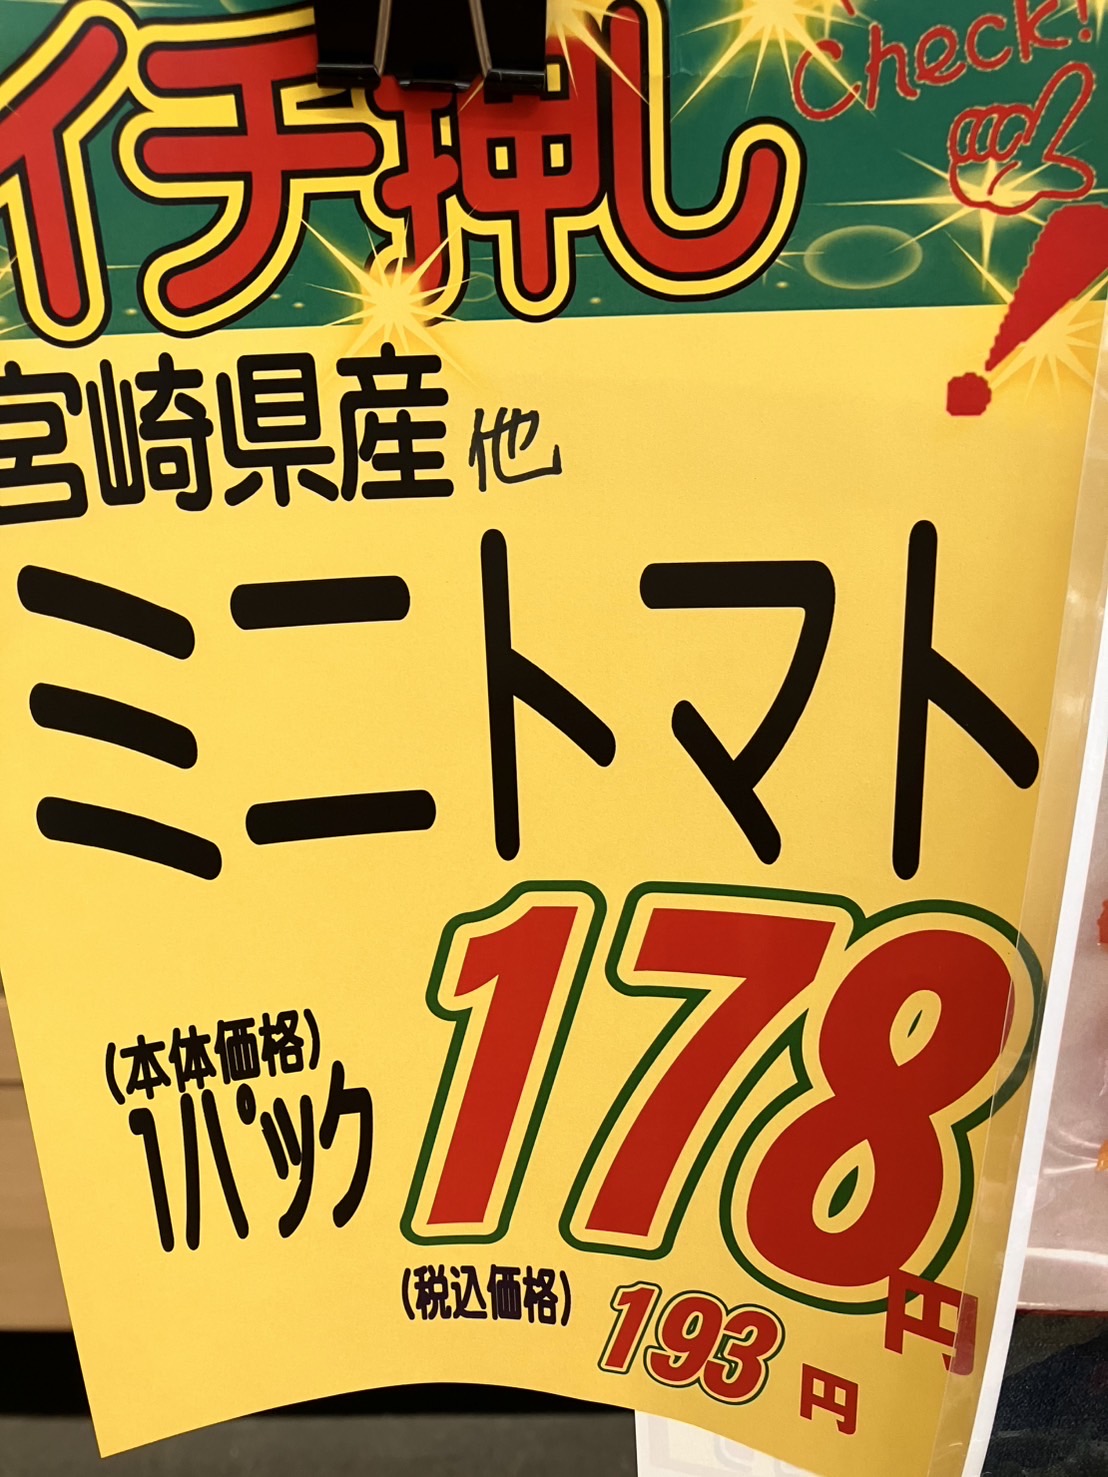 Check!
イチ押し
宮崎県産他
ミニトマト
(本体価格)
1パック
178円
(税込価格)
193円